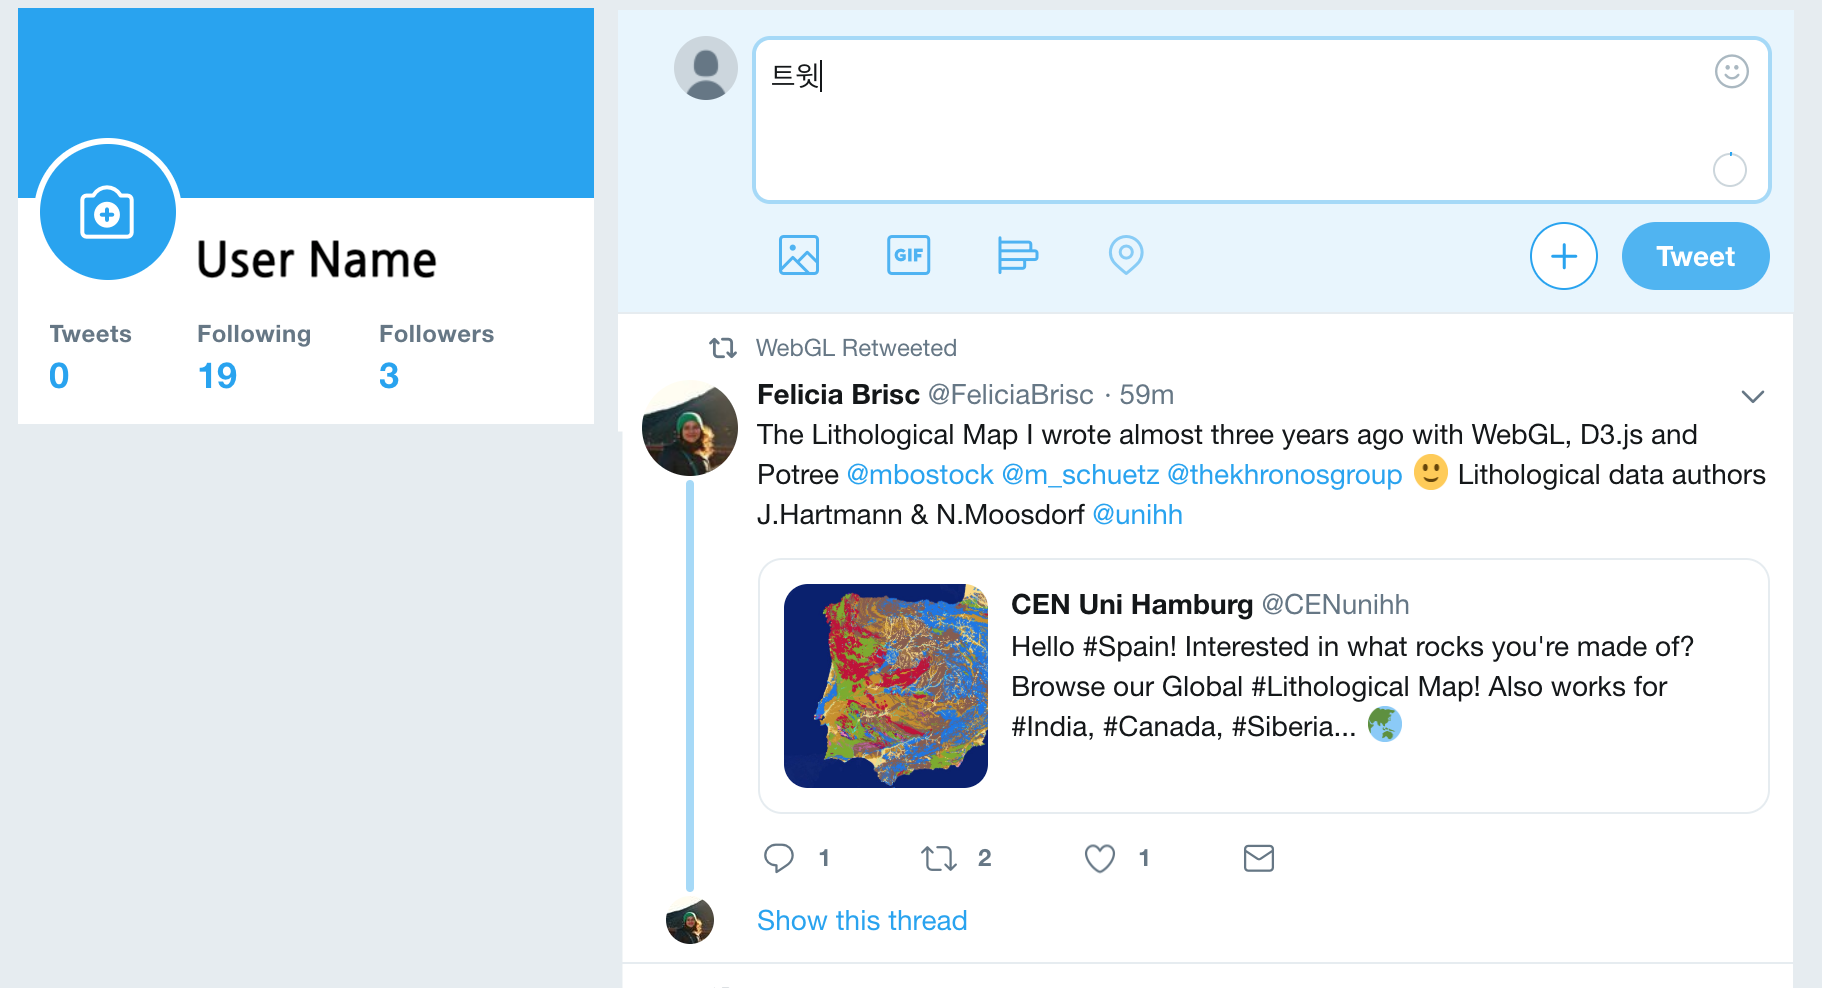 User Name
Tweets Following Followers
0 19 3
트윗
GIF
Tweet
WebGL Retweeted
Felicia Brisc @FeliciaBrisc · 59m
The Lithological Map I wrote almost three years ago with WebGL, D3.js and
Potree @mbostock @m_schuetz @thekhronosgroup 🙂 Lithological data authors
J.Hartmann & N.Moosdorf @unihh
CEN Uni Hamburg @CENunihh
Hello #Spain! Interested in what rocks you're made of?
Browse our Global #Lithological Map! Also works for
#India, #Canada, #Siberia... 🌏
1 2 1
Show this thread